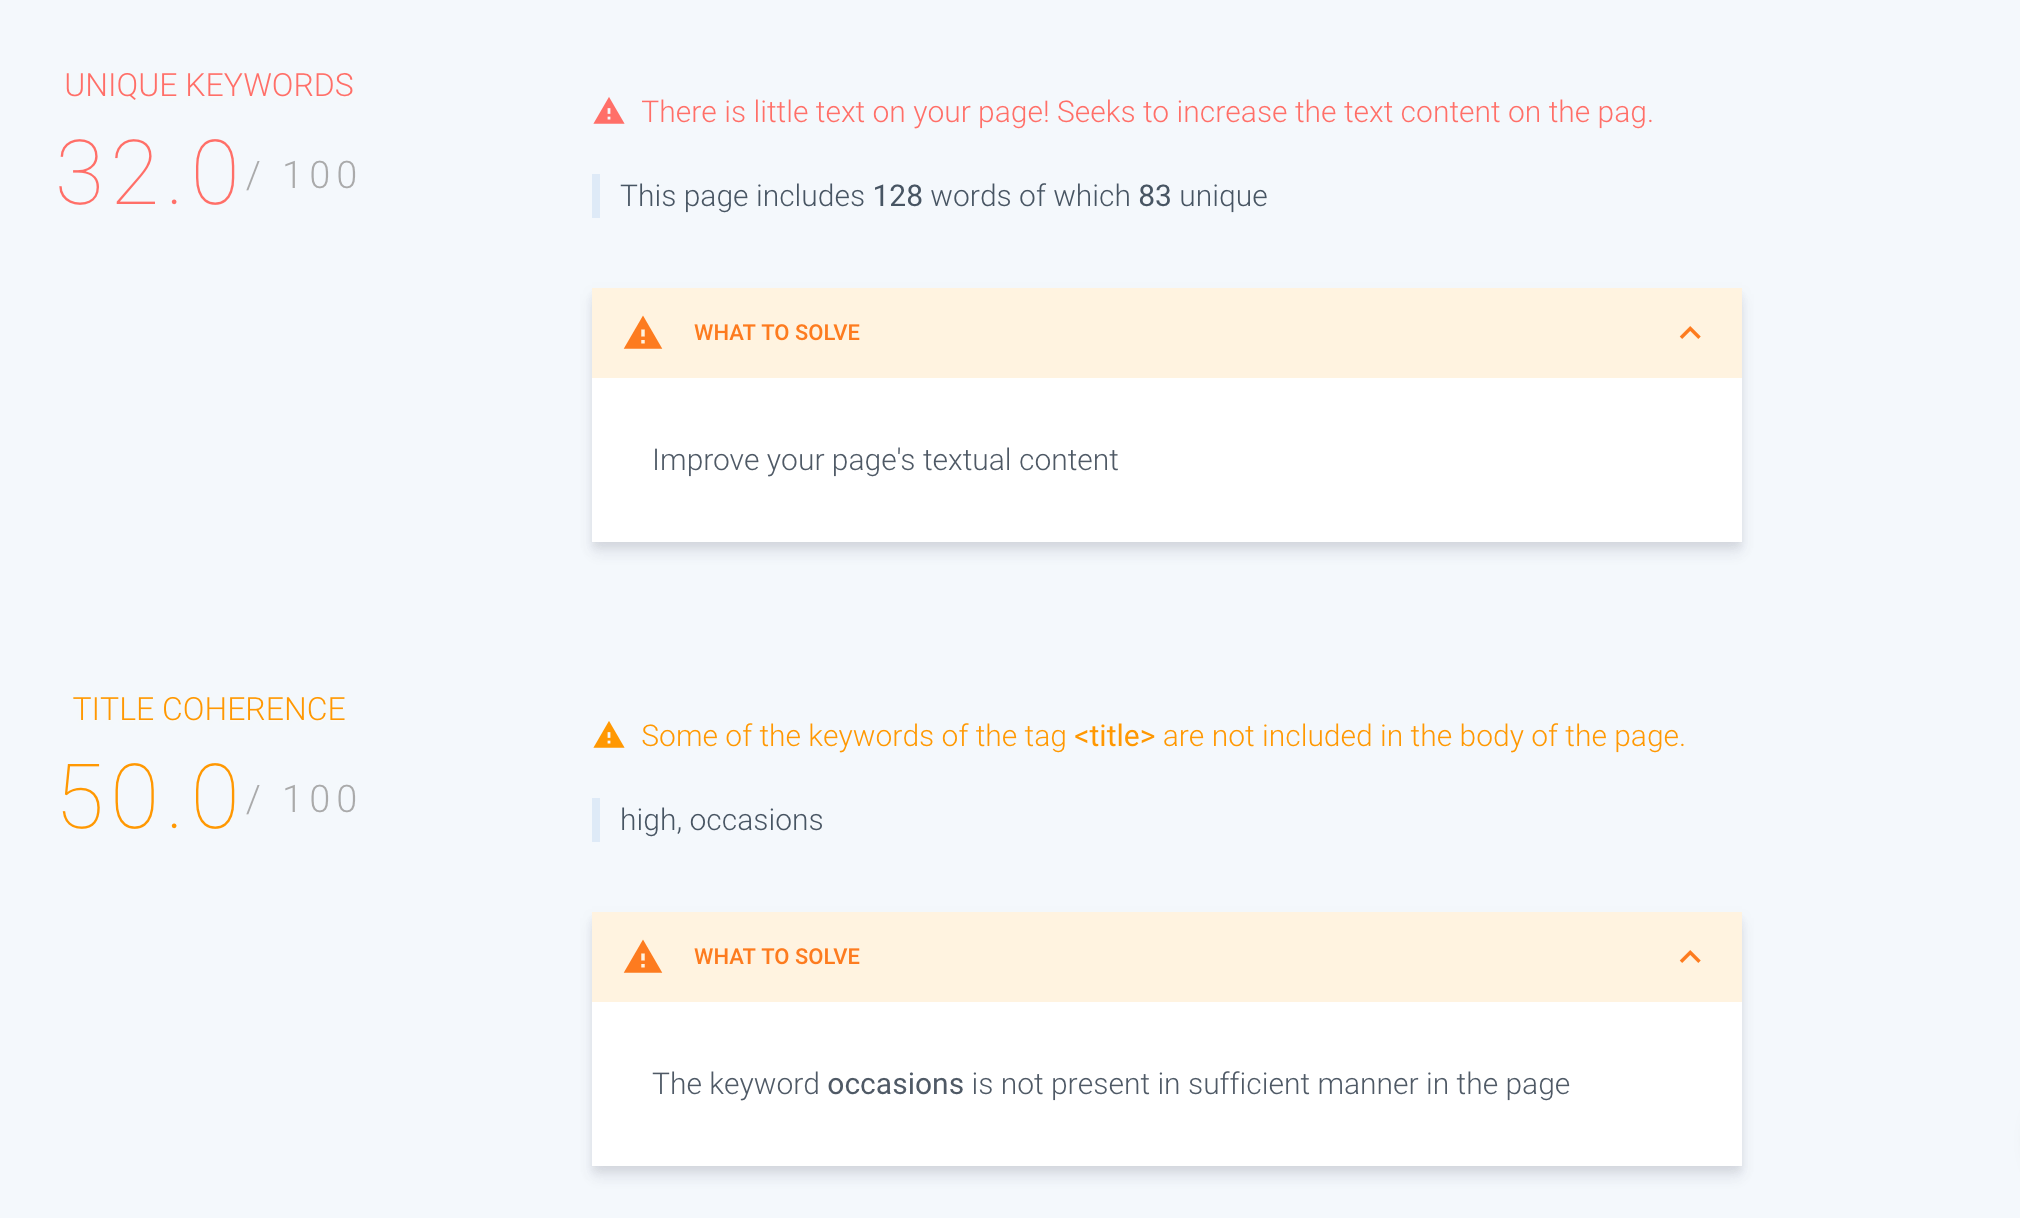 UNIQUE KEYWORDS
32.0/ 100
There is little text on your page! Seeks to increase the text content on the pag.
This page includes 128 words of which 83 unique
WHAT TO SOLVE
Improve your page's textual content
TITLE COHERENCE
50.0/ 100
Some of the keywords of the tag <title> are not included in the body of the page.
high, occasions
WHAT TO SOLVE
The keyword occasions is not present in sufficient manner in the page